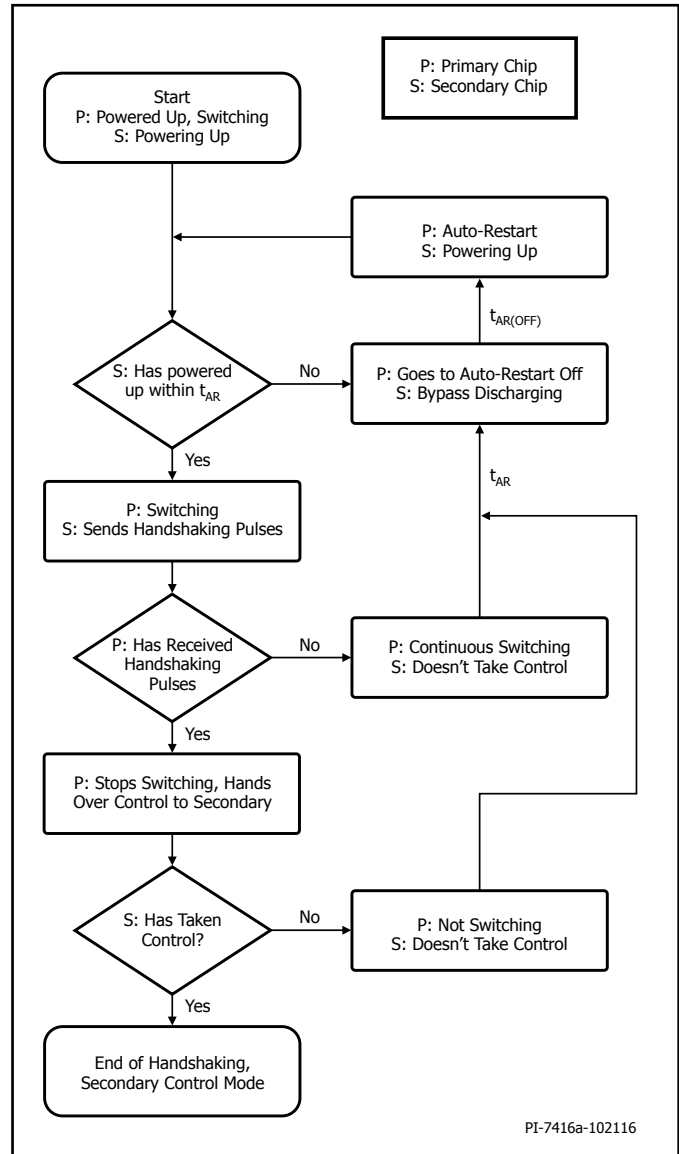 P: Primary Chip
S: Secondary Chip
Start
P: Powered Up, Switching
S: Powering Up
P: Auto-Restart
S: Powering Up
tAR(OFF)
S: Has powered
up within tAR
No
P: Goes to Auto-Restart Off
S: Bypass Discharging
Yes
tAR
P: Switching
S: Sends Handshaking Pulses
P: Has Received
Handshaking
Pulses
No
P: Continuous Switching
S: Doesn't Take Control
Yes
P: Stops Switching, Hands
Over Control to Secondary
S: Has Taken
Control?
No
P: Not Switching
S: Doesn't Take Control
Yes
End of Handshaking,
Secondary Control Mode
PI-7416a-102116